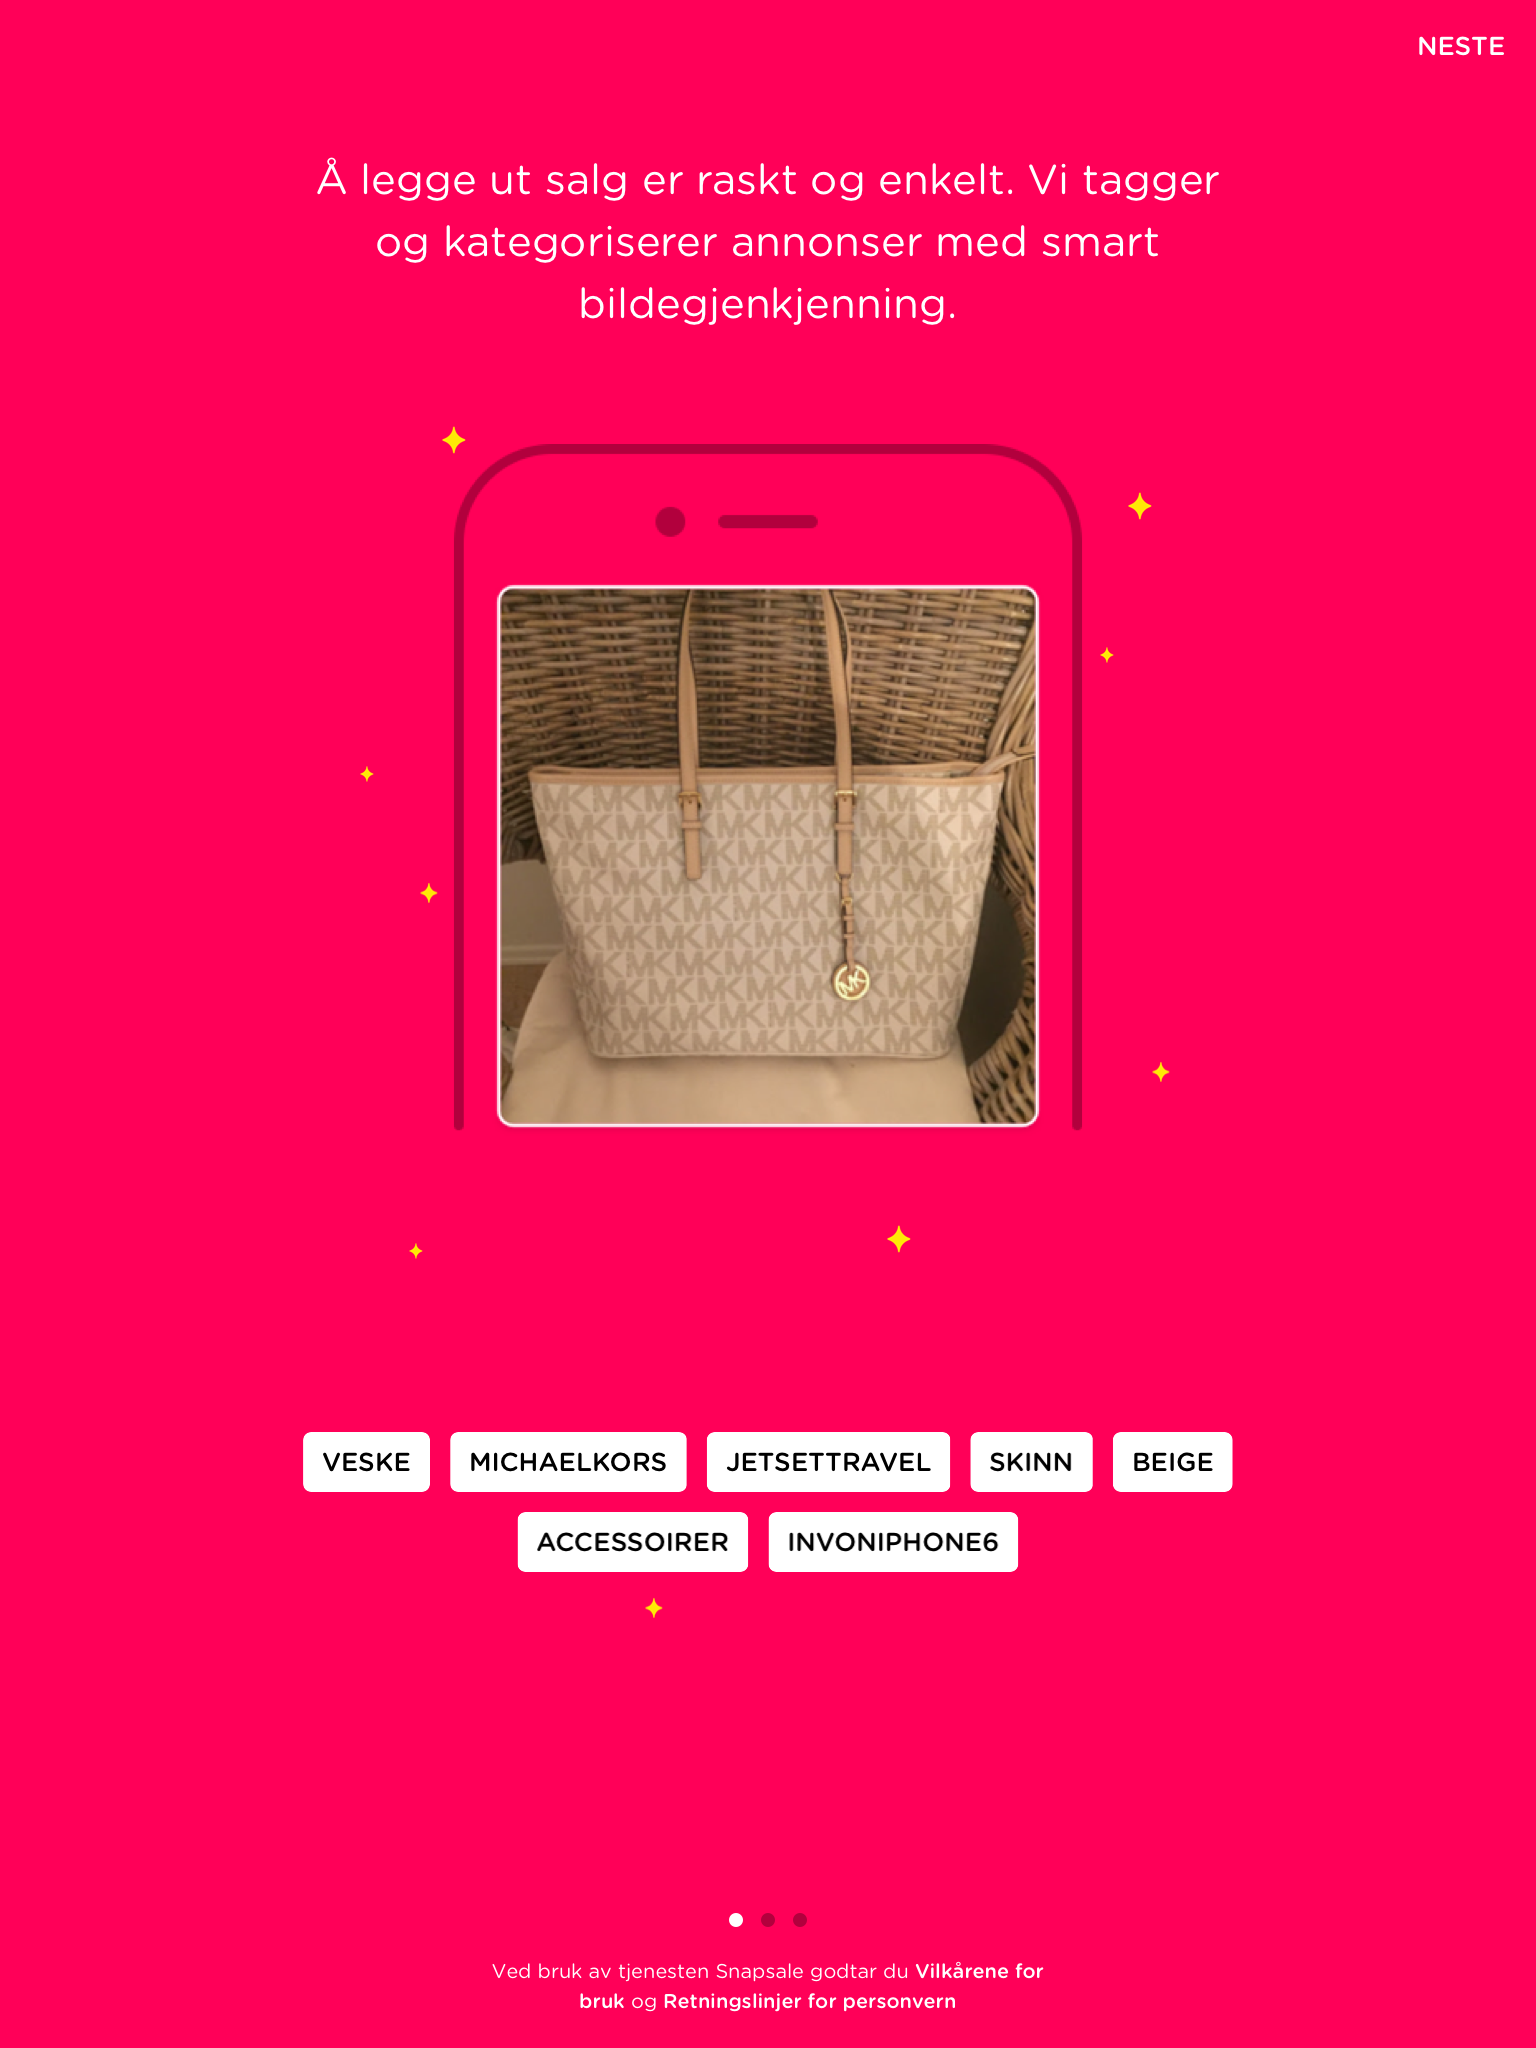 NESTE
Å legge ut salg er raskt og enkelt. Vi tagger
og kategoriserer annonser med smart
bildegjenkjenning.
MK
VESKE MICHAELKORS JETSETTRAVEL SKINN BEIGE
ACCESSOIRER INVONIPHONE6
Ved bruk av tjenesten Snapsale godtar du Vilkårene for
bruk og Retningslinjer for personvern